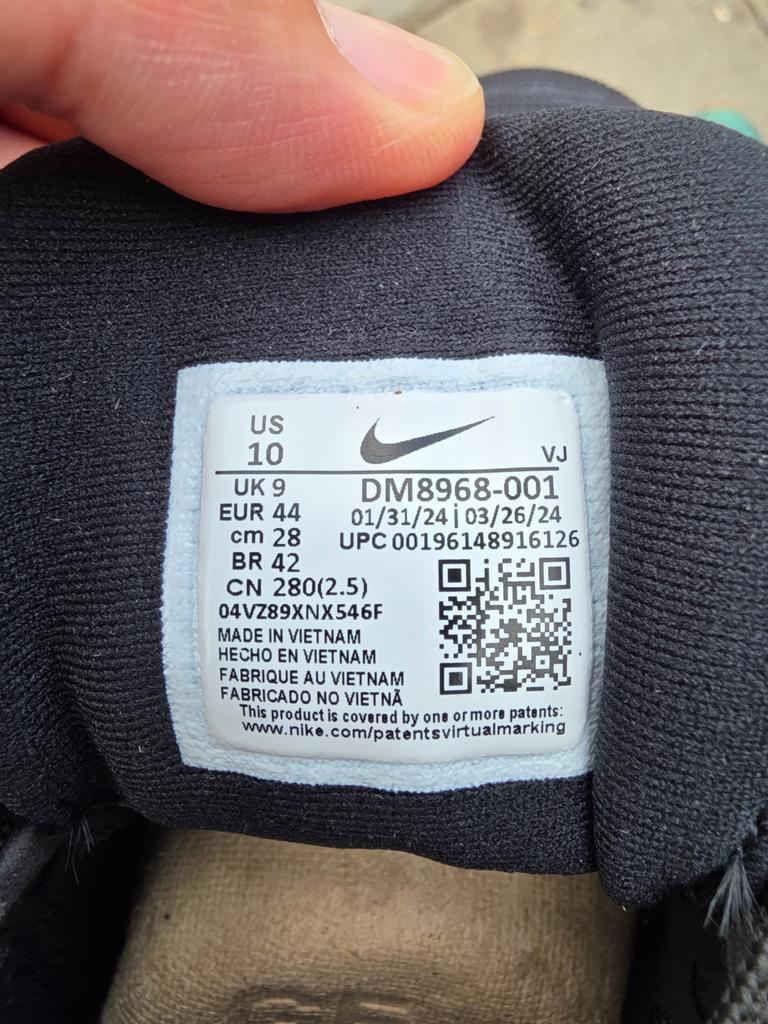 US
10
VJ
UK 9
DM8968-001
EUR 44
01/31/24 | 03/26/24
cm 28
UPC 00196148916126
BR 42
CN 280(2.5)
04VZ89XNX546F
MADE IN VIETNAM
HECHO EN VIETNAM
FABRIQUE AU VIETNAM
FABRICADO NO VIETNÃ
This product is covered by one or more patents:
www.nike.com/patentsvirtualmarking